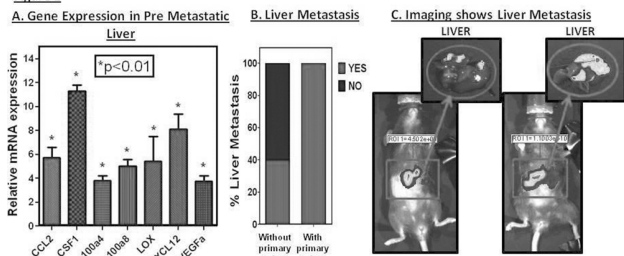 A. Gene Expression in Pre Metastatic
Liver
B. Liver Metastasis
C. Imaging shows Liver Metastasis
LIVER
LIVER
*p<0.01
Relative mRNA expression
14
12
10
8
6
4
2
0
*
*
*
*
*
*
*
CCL2
CSF1
100a4
100a8
LOX
XCL12
VEGFa
% Liver Metastasis
100
80
60
40
20
0
YES
NO
Without
primary
With
primary